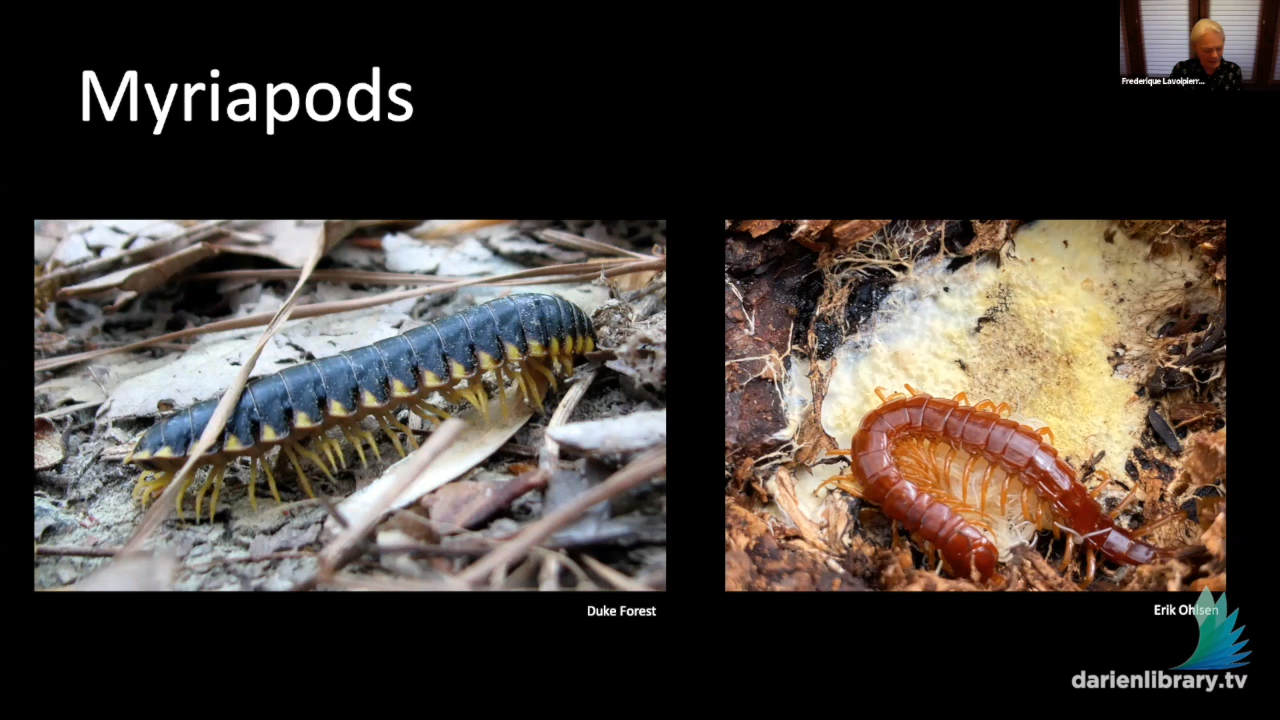 Myriapods
Frederique Lavoipierr...
Duke Forest
Erik Ohlsen
darienlibrary.tv